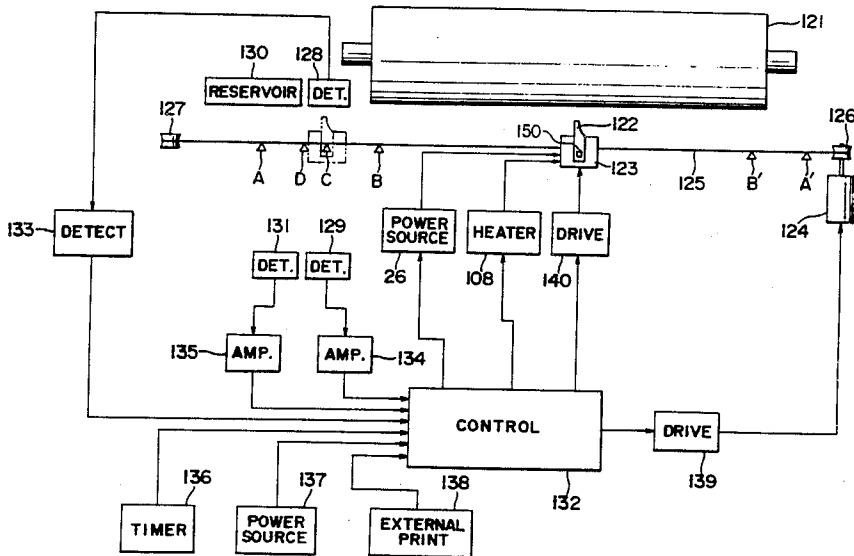 121
130
128
RESERVOIR
DET.
127
150
122
126
A
D
C
B
123
125
B'
A'
124
133
DETECT
131
129
POWER
SOURCE
HEATER
DRIVE
26
108
140
DET.
DET.
135
AMP.
AMP.
134
CONTROL
DRIVE
132
139
136
137
138
TIMER
POWER
SOURCE
EXTERNAL
PRINT